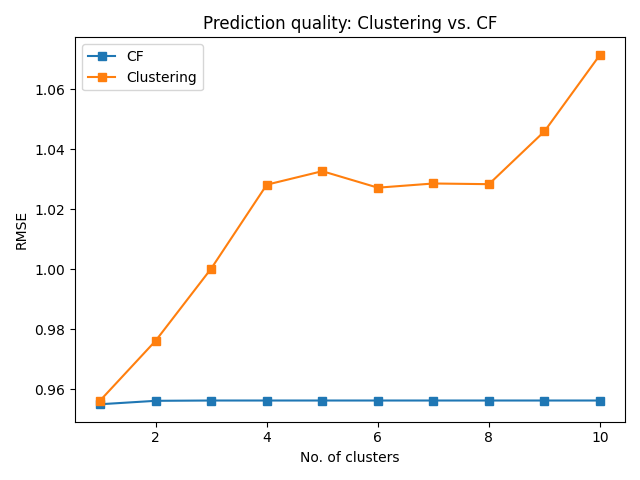 Prediction quality: Clustering vs. CF
CF
Clustering
1.06
1.04
1.02
1.00
0.98
0.96
RMSE
2 4 6 8 10
No. of clusters